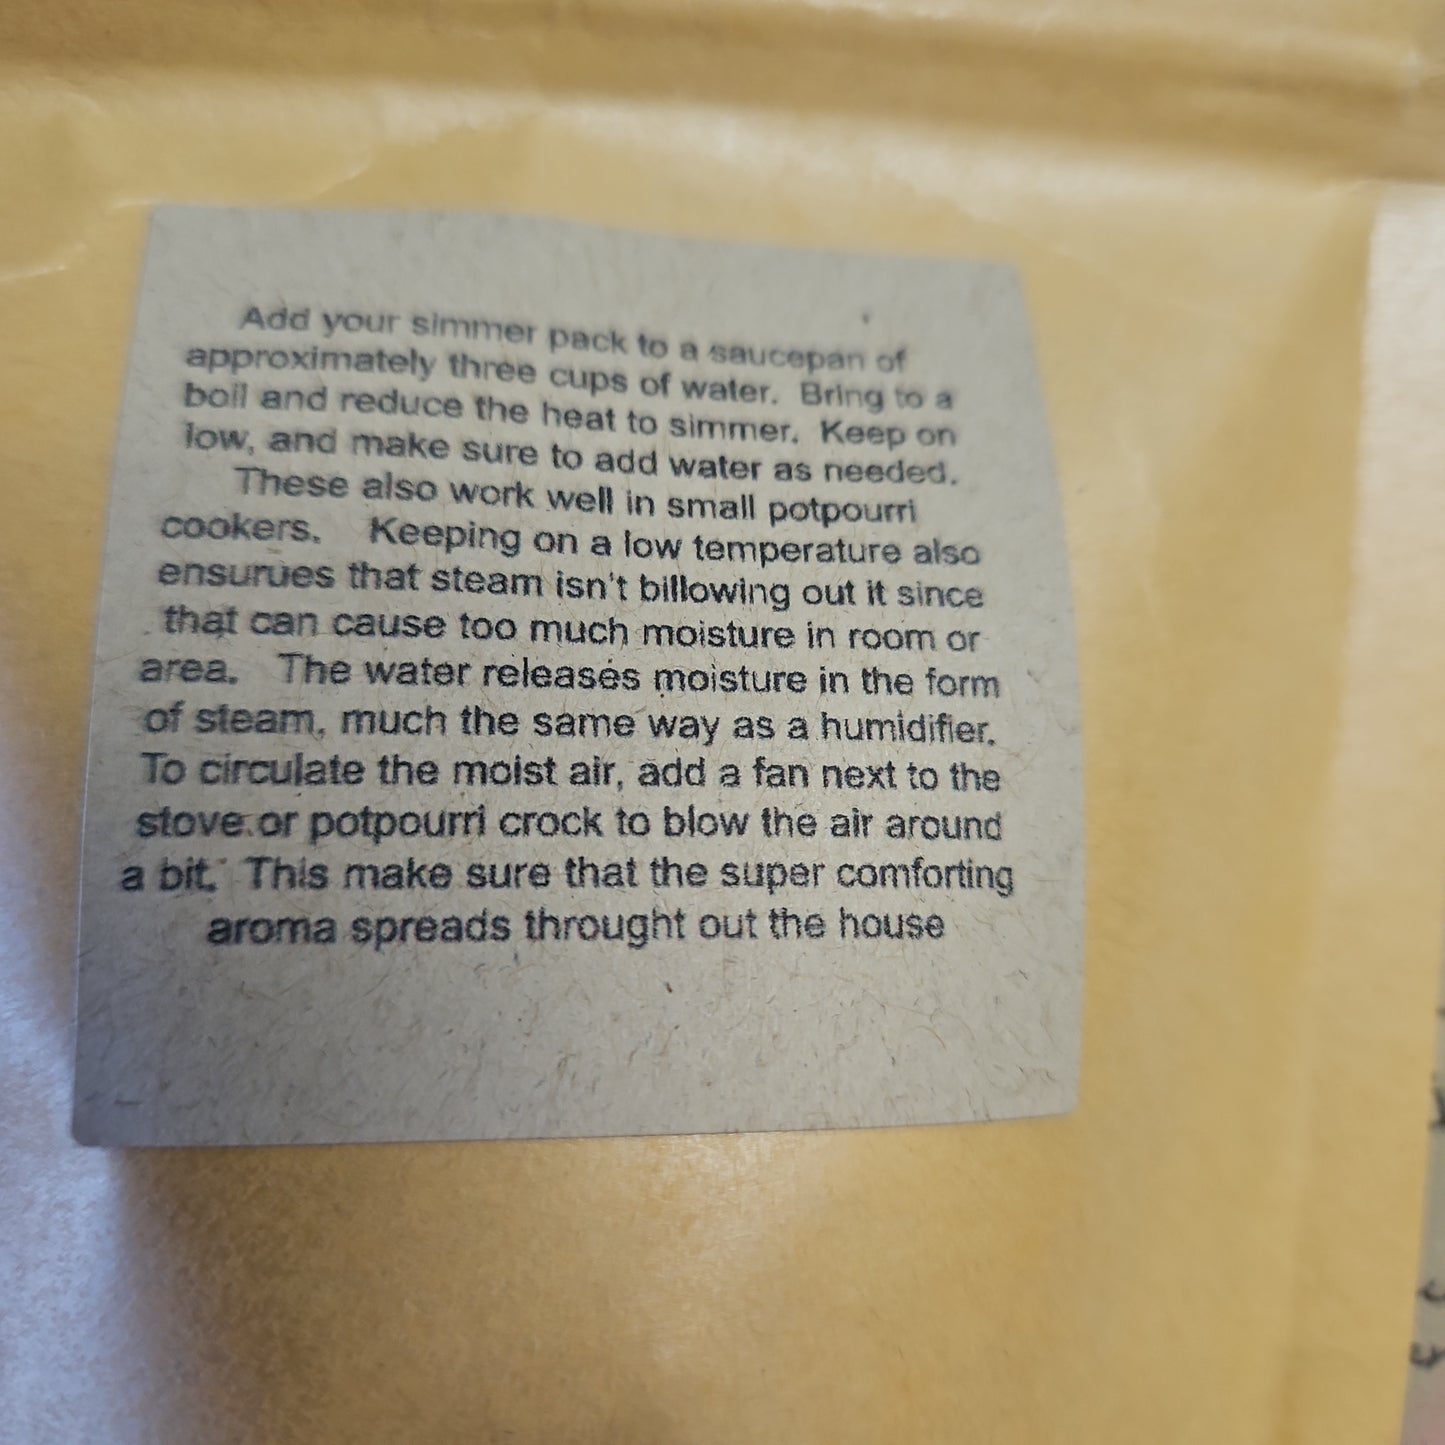 Add your simmer pack to a saucepan of
approximately three cups of water. Bring to a
boil and reduce the heat to simmer. Keep on
low, and make sure to add water as needed.
These also work well in small potpourri
cookers. Keeping on a low temperature also
ensurues that steam isn't billowing out it since
that can cause too much moisture in room or
area. The water releases moisture in the form
of steam, much the same way as a humidifier.
To circulate the moist air, add a fan next to the
stove or potpourri crock to blow the air around
a bit. This make sure that the super comforting
aroma spreads throught out the house